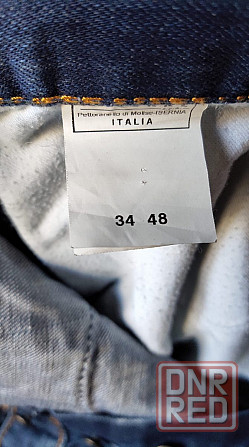 Pettoranello di Molise-ISERNIA
ITALIA
34 48
DNR
RED